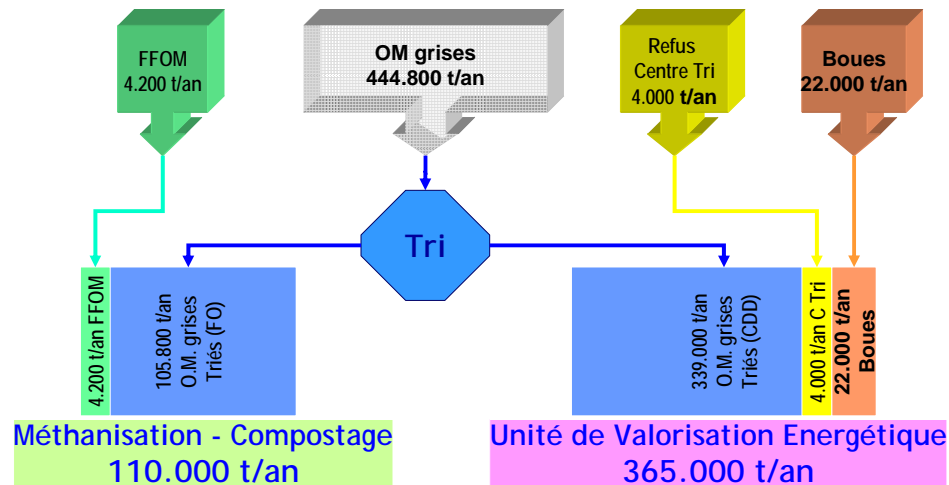 FFOM
4.200 t/an
OM grises
444.800 t/an
Refus
Centre Tri
4.000 t/an
Boues
22.000 t/an
Tri
4.200 t/an FFOM
105.800 t/an
O.M. grises
Triés (FO)
339.000 t/an
O.M. grises
Triés (CDD)
4.000 t/an C Tri
22.000 t/an
Boues
Méthanisation - Compostage
110.000 t/an
Unité de Valorisation Energétique
365.000 t/an